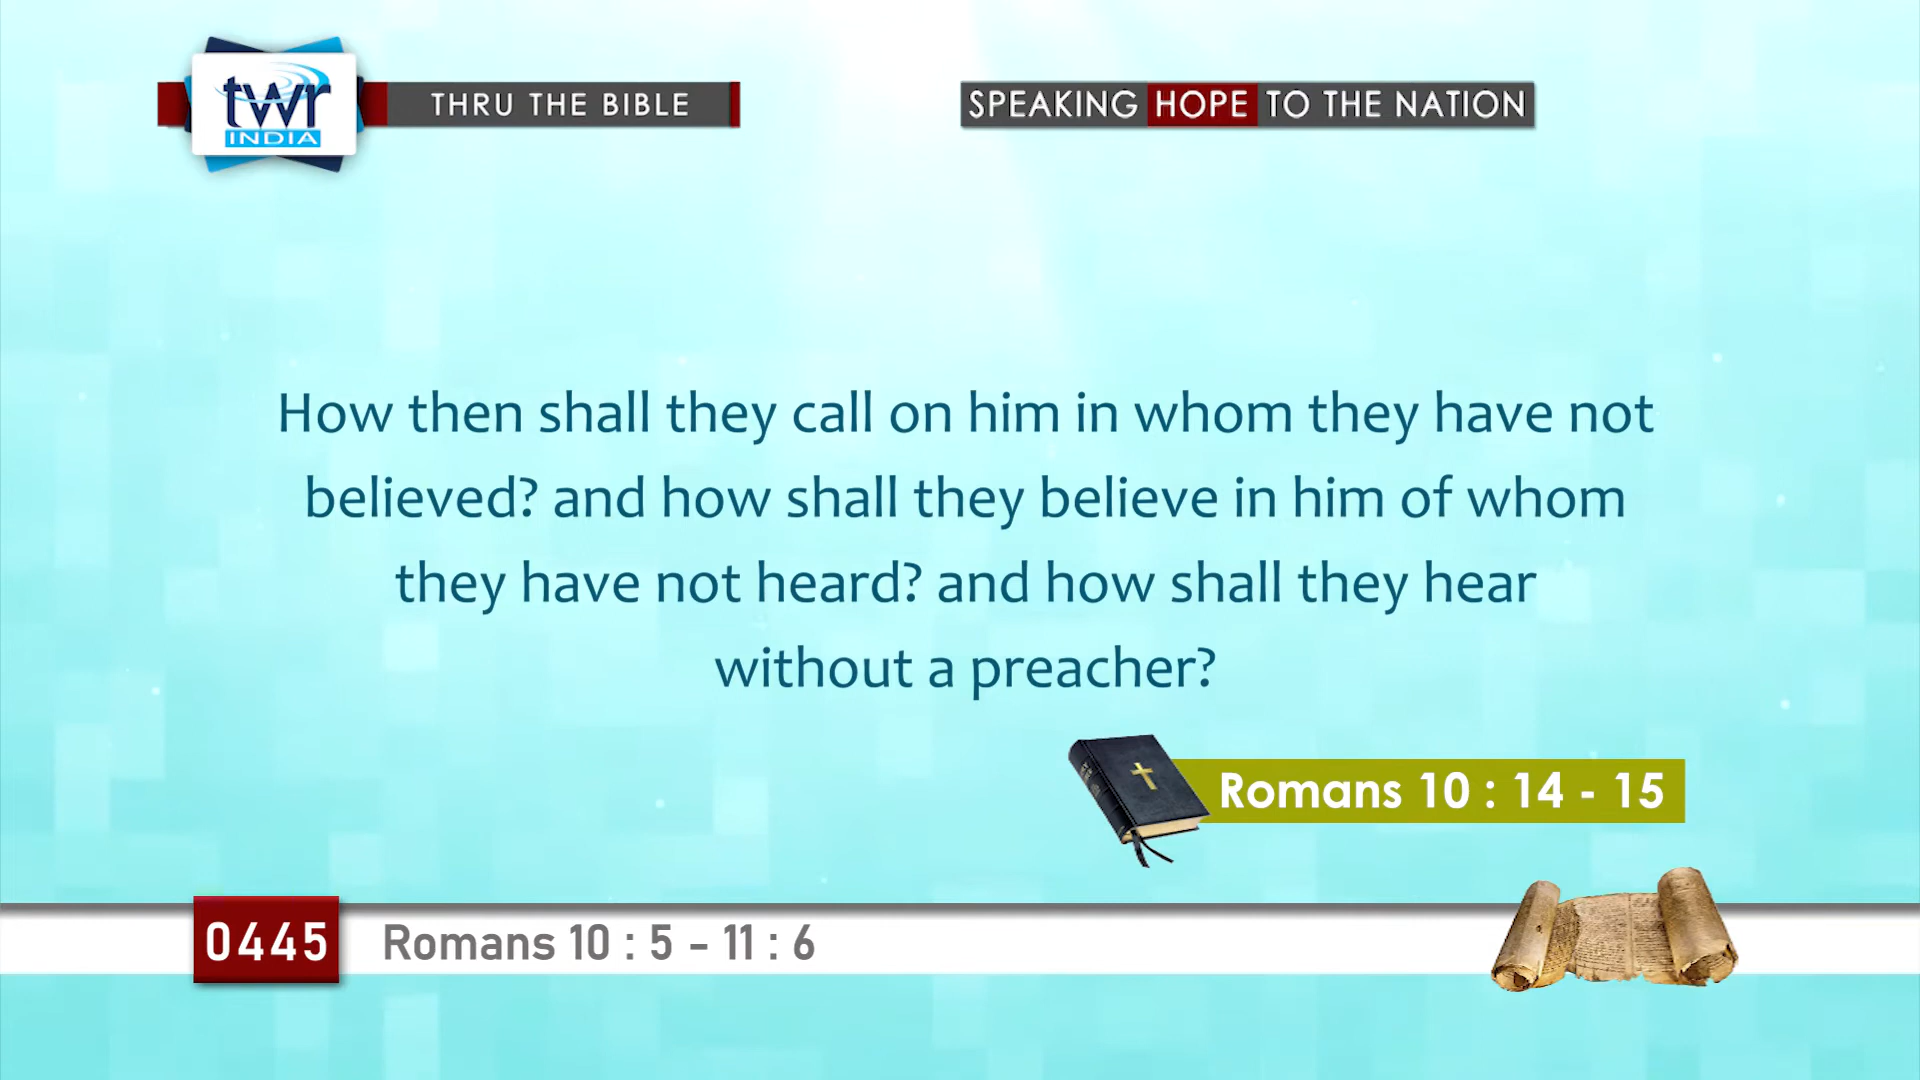 twr
INDIA
THRU THE BIBLE
SPEAKING HOPE TO THE NATION
How then shall they call on him in whom they have not
believed? and how shall they believe in him of whom
they have not heard? and how shall they hear
without a preacher?
Romans 10 : 14 - 15
0445
Romans 10 : 5 - 11 : 6